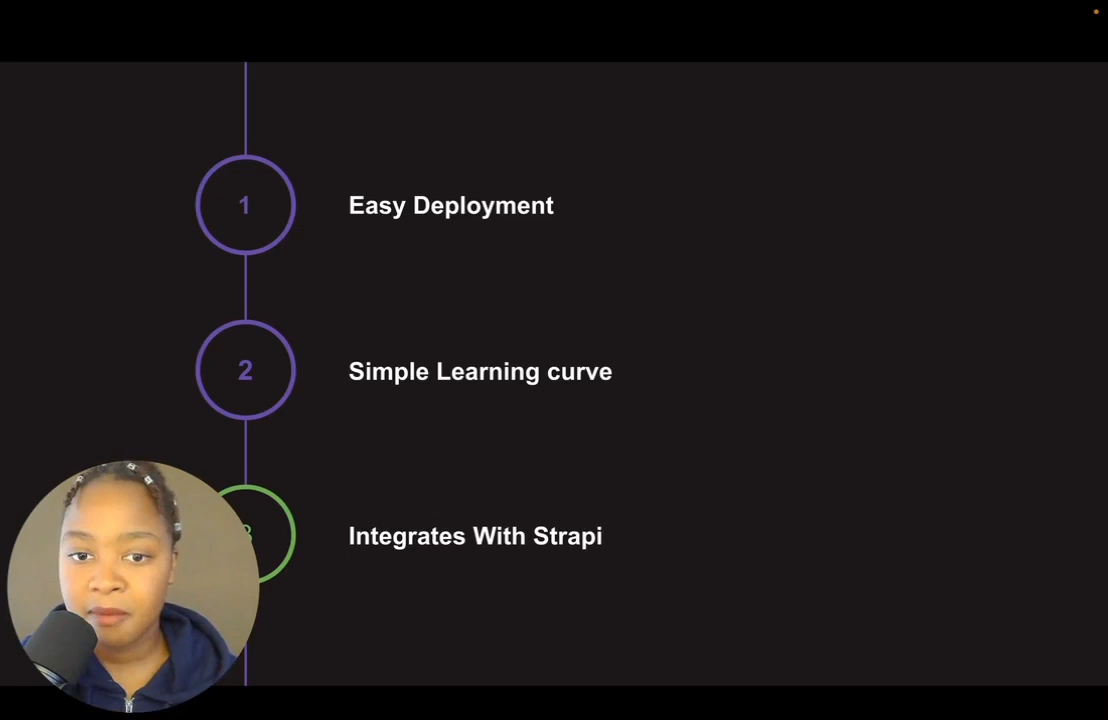 1
Easy Deployment
2
Simple Learning curve
Integrates With Strapi